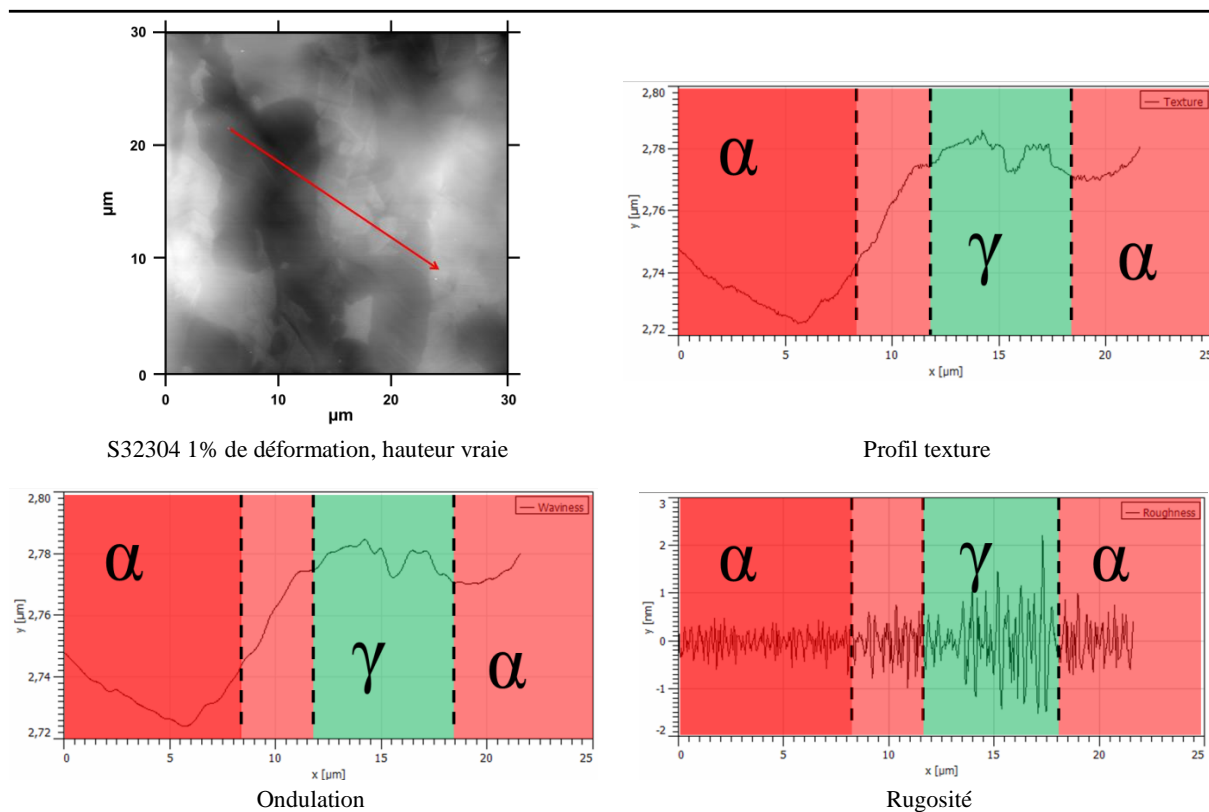 30
20
10
0
µm
0 10 20 30
µm
S32304 1% de déformation, hauteur vraie
Texture
2,80
2,78
2,76
2,74
2,72
y [µm]
α γ α
0 5 10 15 20 25
x [µm]
Profil texture
Waviness
2,80
2,78
2,76
2,74
2,72
y [µm]
α γ α
0 5 10 15 20 25
x [µm]
Ondulation
Roughness
3
2
1
0
-1
-2
y [nm]
α γ α
0 5 10 15 20 25
x [µm]
Rugosité